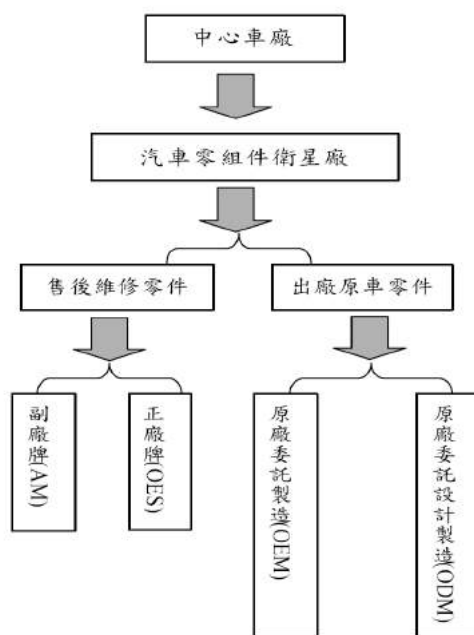 中心車廠
汽車零組件衛星廠
售後維修零件
出廠原車零件
副廠牌(AM)
正廠牌(OES)
原廠委託製造(OEM)
原廠委託設計製造(ODM)